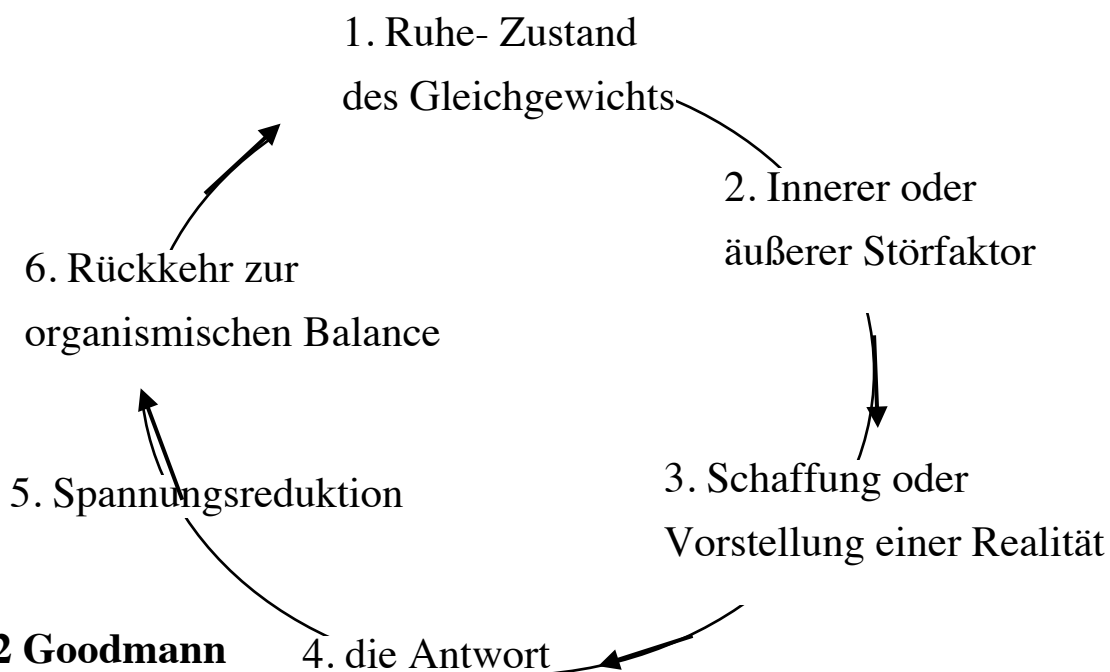 1. Ruhe- Zustand
des Gleichgewichts
2. Innerer oder
äußerer Störfaktor
3. Schaffung oder
Vorstellung einer Realität
4. die Antwort
5. Spannungsreduktion
6. Rückkehr zur
organismischen Balance
2 Goodmann